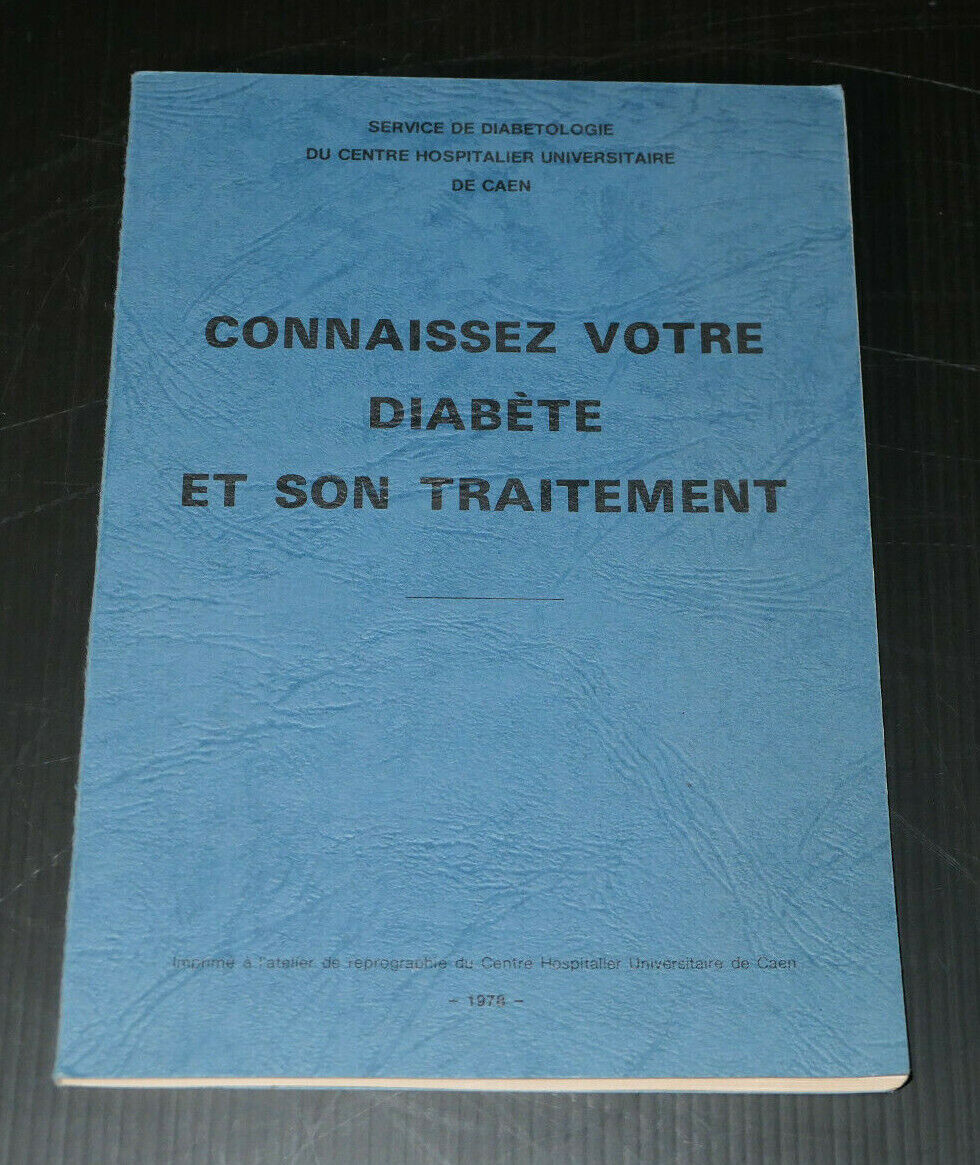 SERVICE DE DIABETOLOGIE
DU CENTRE HOSPITALIER UNIVERSITAIRE
DE CAEN
CONNAISSEZ VOTRE
DIABÈTE
ET SON TRAITEMENT
Imprimé à l'atelier de reprographie du Centre Hospitalier Universitaire de Caen
- 1978 -